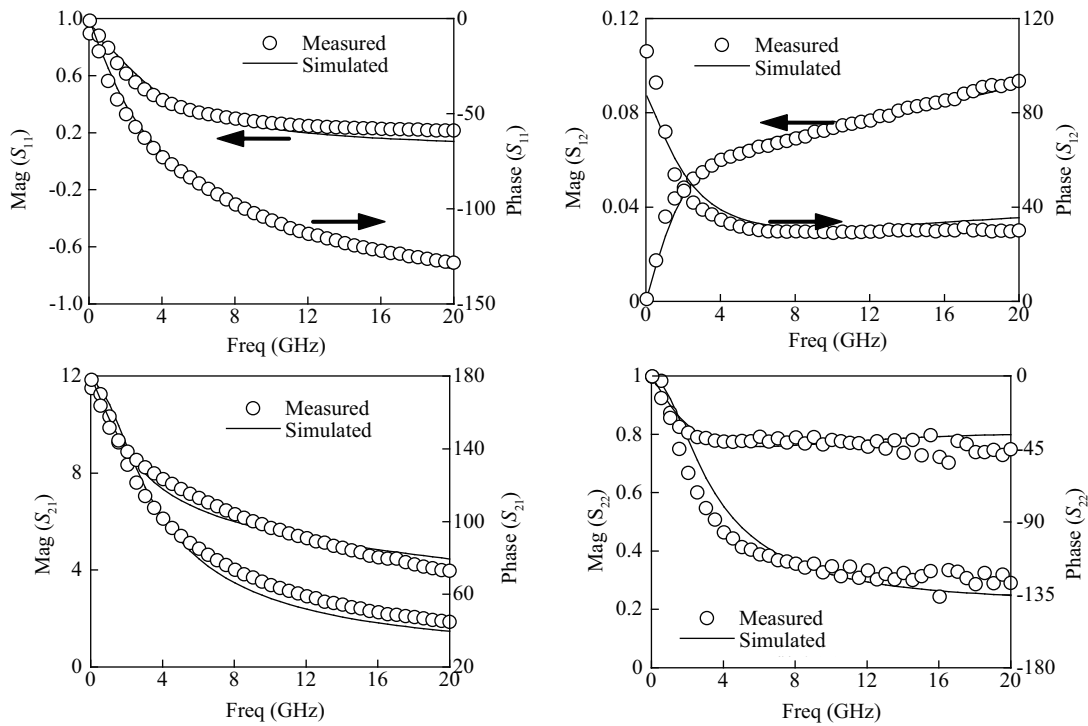 1.0
0.6
0.2
-0.2
-0.6
-1.0
Mag (S11)
0
-50
-100
-150
Phase (S11)
0 4 8 12 16 20
Freq (GHz)
Measured
Simulated
0.12
0.08
0.04
0
Mag (S12)
120
80
40
0
Phase (S12)
0 4 8 12 16 20
Freq (GHz)
Measured
Simulated
12
8
4
0
Mag (S21)
180
140
100
60
20
Phase (S21)
0 4 8 12 16 20
Freq (GHz)
Measured
Simulated
1
0.8
0.6
0.4
0.2
0
Mag (S22)
0
-45
-90
-135
-180
Phase (S22)
0 4 8 12 16 20
Freq (GHz)
Measured
Simulated